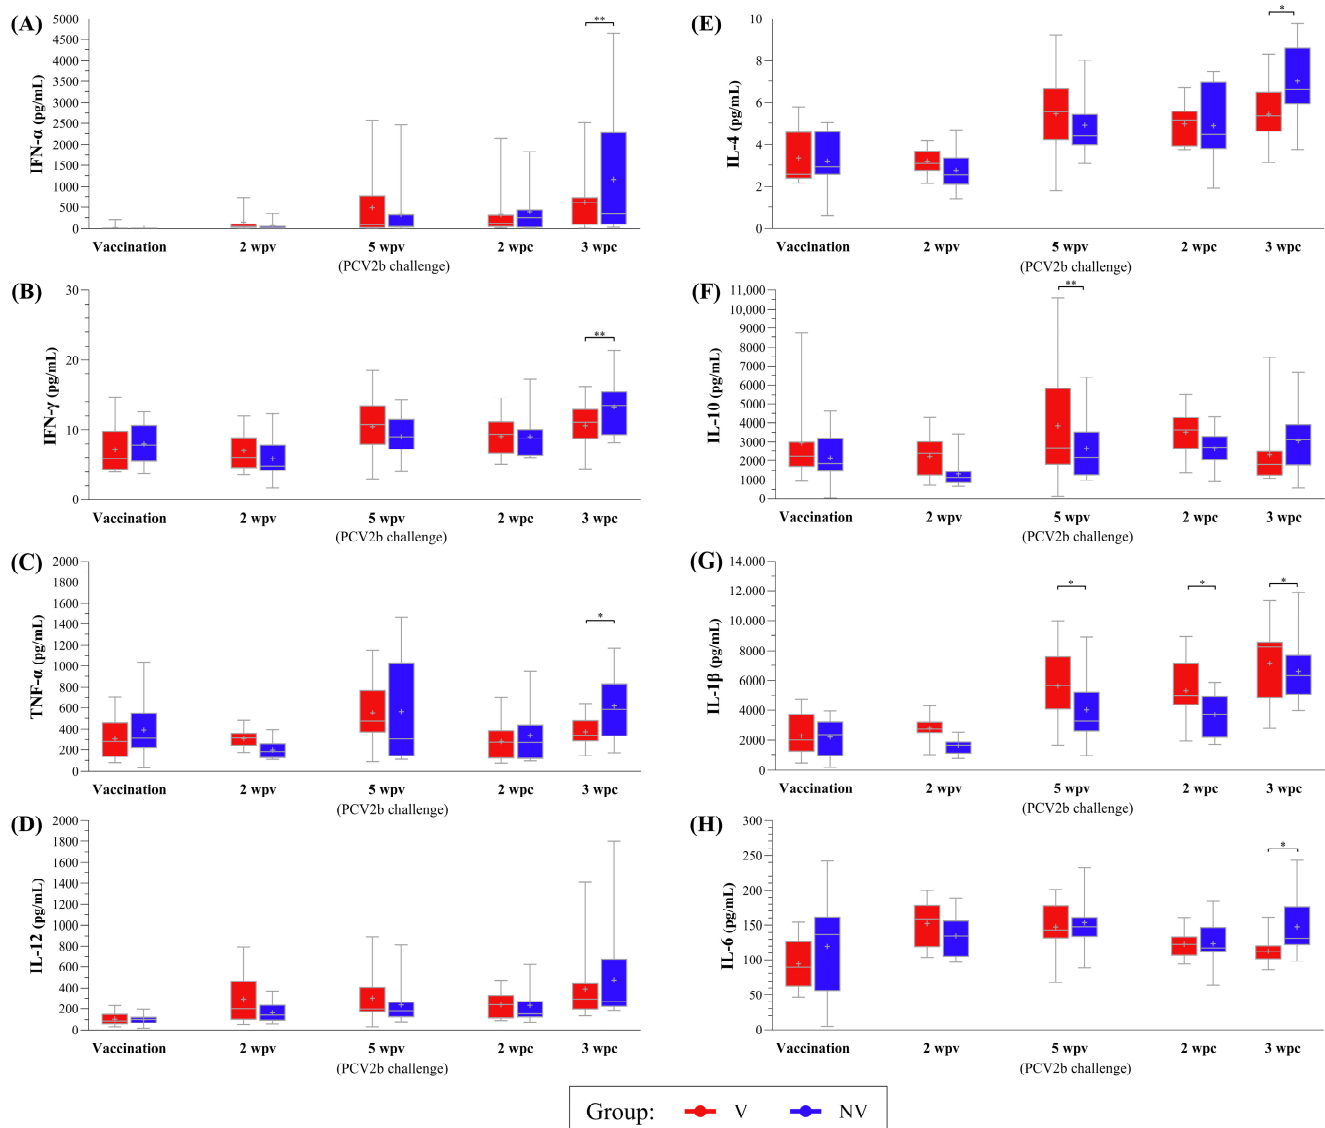 (A)
IFN-α (pg/mL)
5000
4500
4000
3500
3000
2500
2000
1500
1000
500
0
**
Vaccination 2 wpv 5 wpv 2 wpc 3 wpc
(PCV2b challenge)
(B)
IFN-γ (pg/mL)
30
20
10
0
**
Vaccination 2 wpv 5 wpv 2 wpc 3 wpc
(PCV2b challenge)
(C)
TNF-α (pg/mL)
2000
1800
1600
1400
1200
1000
800
600
400
200
0
*
Vaccination 2 wpv 5 wpv 2 wpc 3 wpc
(PCV2b challenge)
(D)
IL-12 (pg/mL)
2000
1800
1600
1400
1200
1000
800
600
400
200
0
Vaccination 2 wpv 5 wpv 2 wpc 3 wpc
(PCV2b challenge)
(E)
IL-4 (pg/mL)
10
8
6
4
2
0
*
Vaccination 2 wpv 5 wpv 2 wpc 3 wpc
(PCV2b challenge)
(F)
IL-10 (pg/mL)
11,000
10,000
9000
8000
7000
6000
5000
4000
3000
2000
1000
0
**
Vaccination 2 wpv 5 wpv 2 wpc 3 wpc
(PCV2b challenge)
(G)
IL-1β (pg/mL)
14.000
12.000
10.000
8000
6000
4000
2000
0
* * *
Vaccination 2 wpv 5 wpv 2 wpc 3 wpc
(PCV2b challenge)
(H)
IL-6 (pg/mL)
300
250
200
150
100
50
0
*
Vaccination 2 wpv 5 wpv 2 wpc 3 wpc
(PCV2b challenge)
Group: V NV